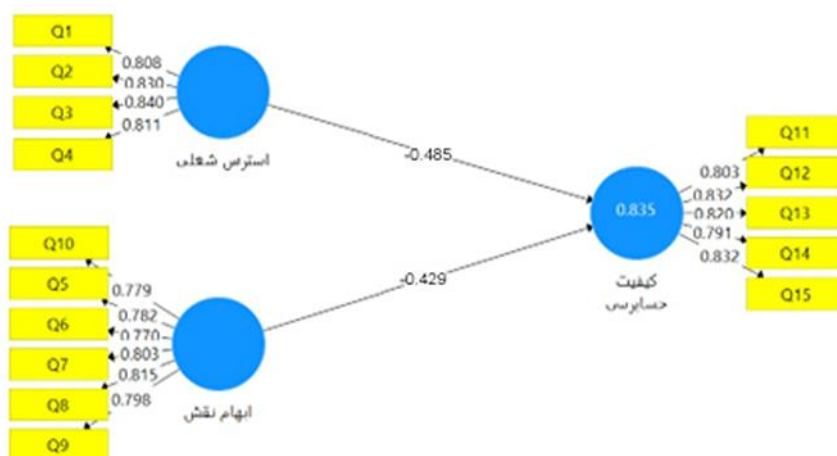 Q1
Q2
Q3
Q4
0.808
0.830
0.840
0.811
استرس شغلی
-0.485
Q10
Q5
Q6
Q7
Q8
Q9
0.779
0.782
0.770
0.803
0.815
0.798
ابهام نقش
-0.429
0.835
کیفیت
حسابرسی
0.803
0.832
0.820
0.791
0.832
Q11
Q12
Q13
Q14
Q15